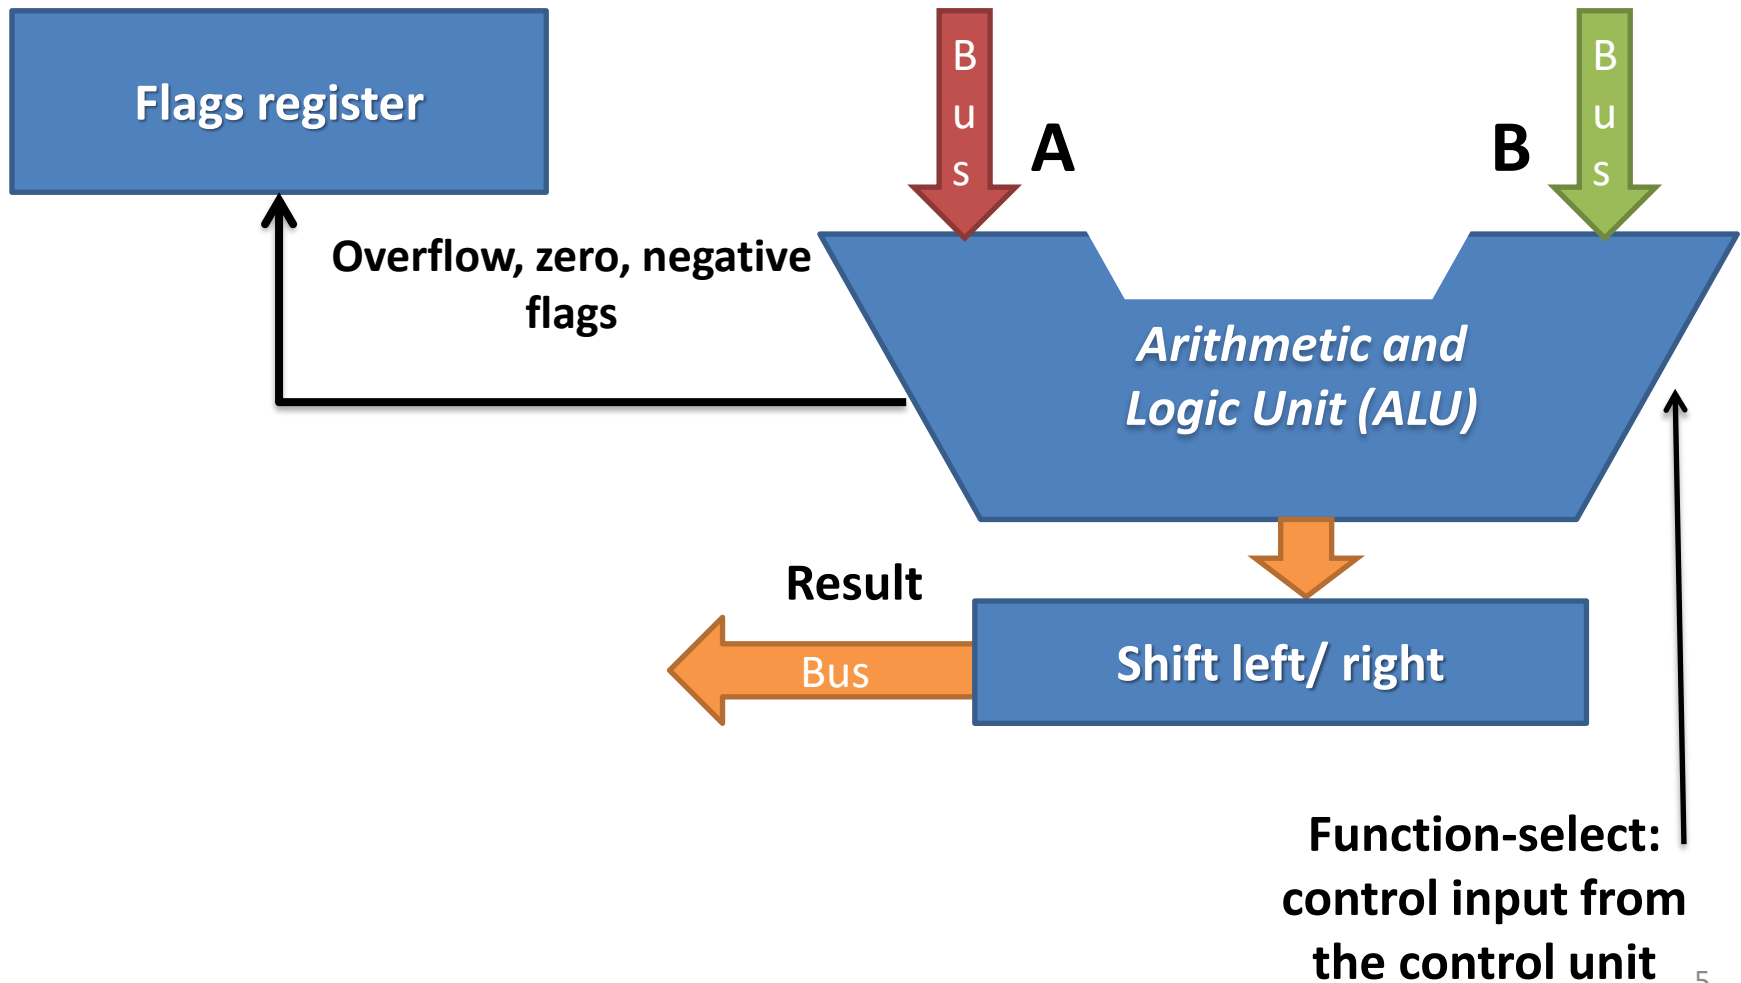 Flags register
B
u
s
A
B
B
u
s
Overflow, zero, negative
flags
Arithmetic and
Logic Unit (ALU)
Result
Bus
Shift left/ right
Function-select:
control input from
the control unit
5